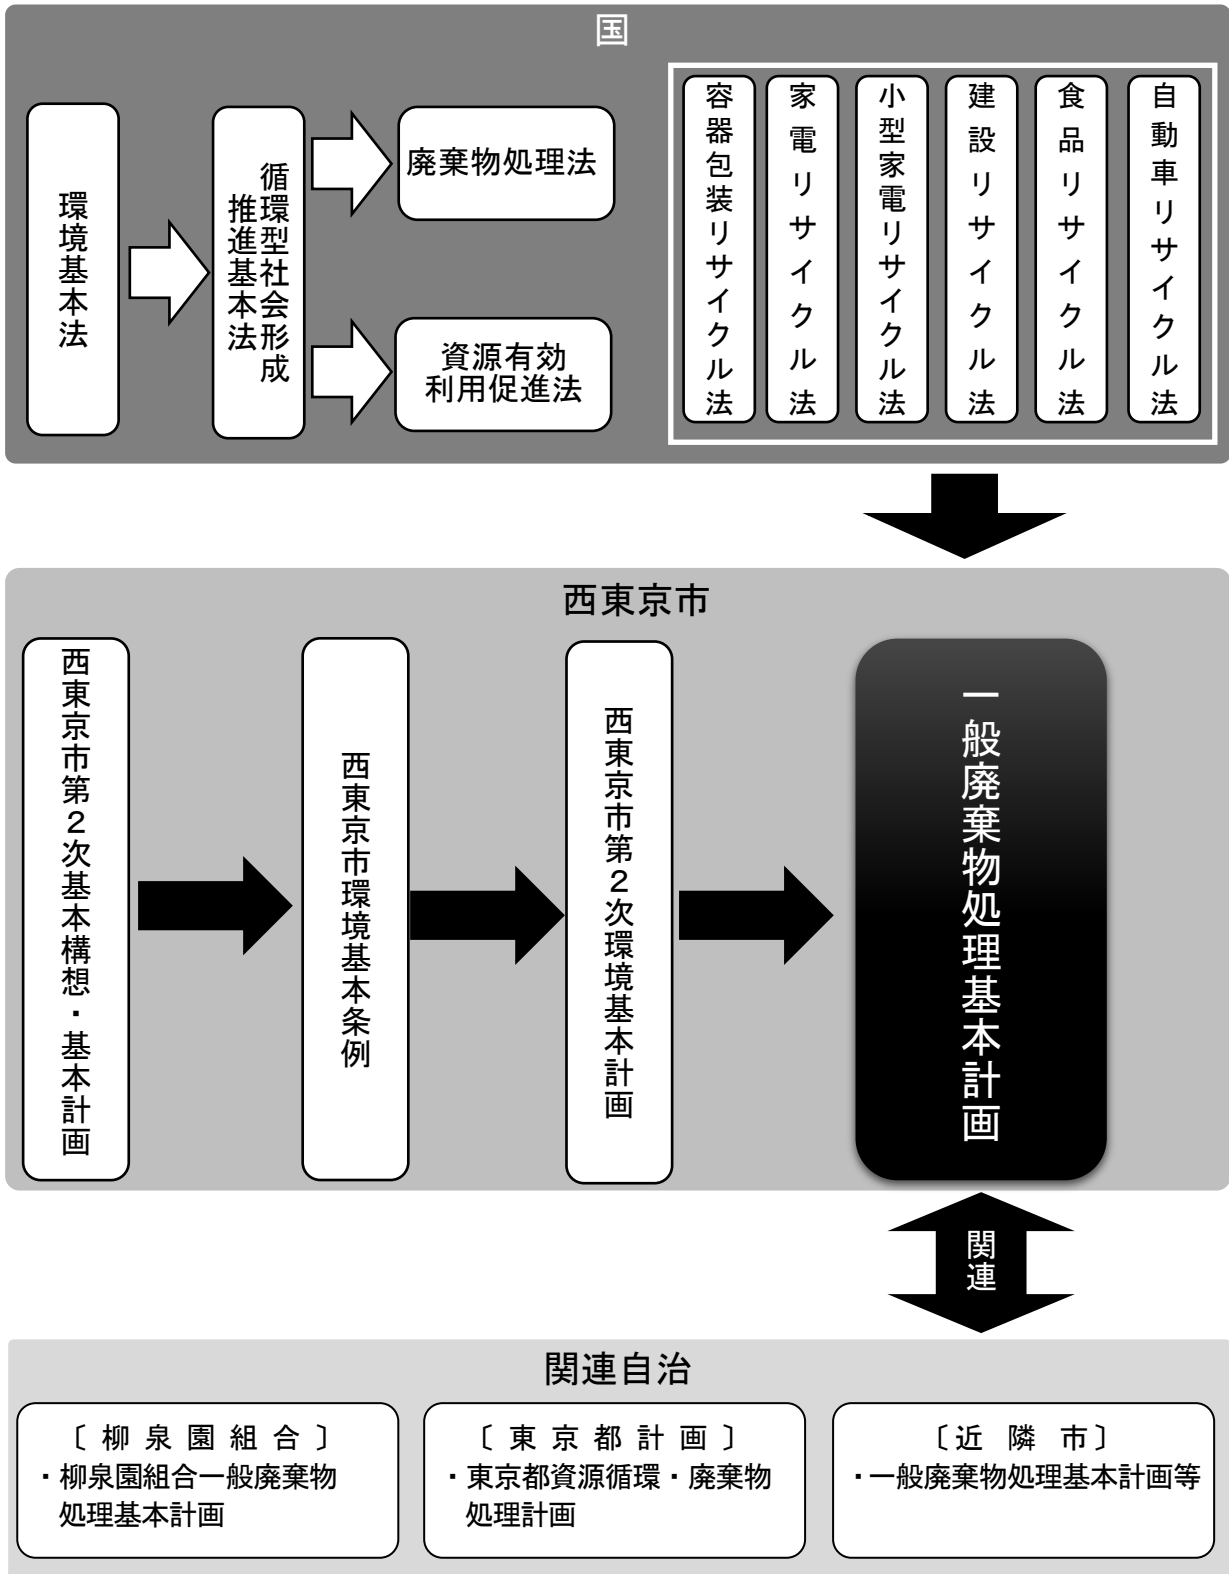 国
環境基本法
循環型社会形成
推進基本法
廃棄物処理法
資源有効
利用促進法
容器包装リサイクル法
家電リサイクル法
小型家電リサイクル法
建設リサイクル法
食品リサイクル法
自動車リサイクル法
西東京市
西東京市第２次基本構想・基本計画
西東京市環境基本条例
西東京市第２次環境基本計画
一般廃棄物処理基本計画
関連
関連自治
〔柳泉園組合〕
・柳泉園組合一般廃棄物
処理基本計画
〔東京都計画〕
・東京都資源循環・廃棄物
処理計画
〔近隣市〕
・一般廃棄物処理基本計画等